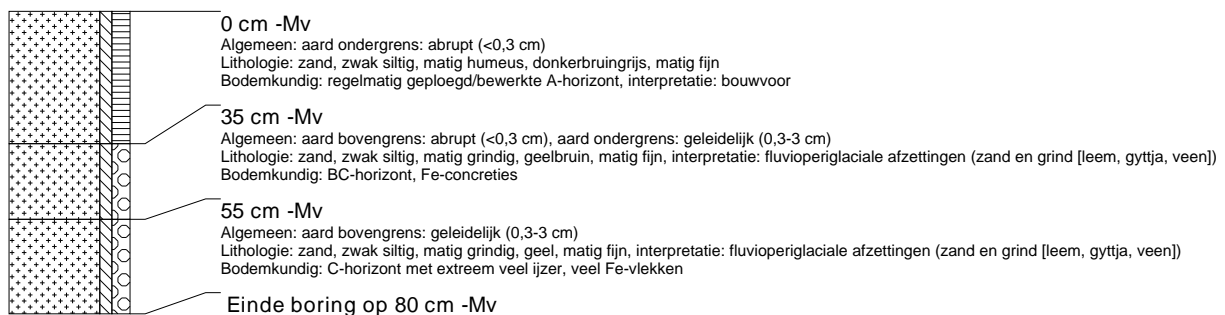 0 cm -Mv
Algemeen: aard ondergrens: abrupt (<0,3 cm)
Lithologie: zand, zwak siltig, matig humeus, donkerbruingrijs, matig fijn
Bodemkundig: regelmatig geploegd/bewerkte A-horizont, interpretatie: bouwvoor
35 cm -Mv
Algemeen: aard bovengrens: abrupt (<0,3 cm), aard ondergrens: geleidelijk (0,3-3 cm)
Lithologie: zand, zwak siltig, matig grindig, geelbruin, matig fijn, interpretatie: fluvioperiglaciale afzettingen (zand en grind [leem, gyttja, veen])
Bodemkundig: BC-horizont, Fe-concreties
55 cm -Mv
Algemeen: aard bovengrens: geleidelijk (0,3-3 cm)
Lithologie: zand, zwak siltig, matig grindig, geel, matig fijn, interpretatie: fluvioperiglaciale afzettingen (zand en grind [leem, gyttja, veen])
Bodemkundig: C-horizont met extreem veel ijzer, veel Fe-vlekken
Einde boring op 80 cm -Mv